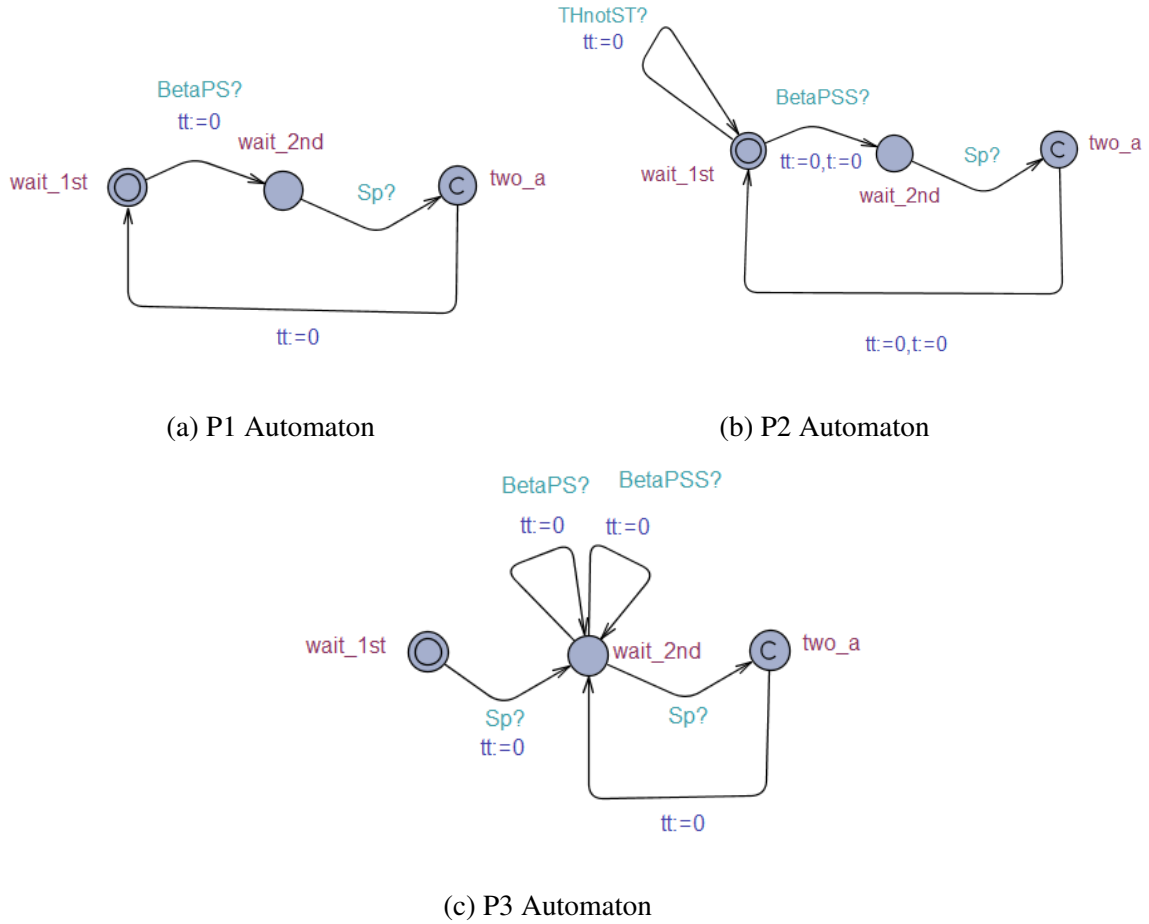 THnotST?
tt:=0
BetaPS?
tt:=0
wait_2nd
wait_1st
Sp?
C
two_a
tt:=0
BetaPSS?
tt:=0,t:=0
wait_1st
wait_2nd
Sp?
C
two_a
tt:=0,t:=0
(a) P1 Automaton
(b) P2 Automaton
BetaPS?
BetaPSS?
tt:=0
tt:=0
wait_1st
wait_2nd
C
two_a
Sp?
tt:=0
Sp?
tt:=0
(c) P3 Automaton